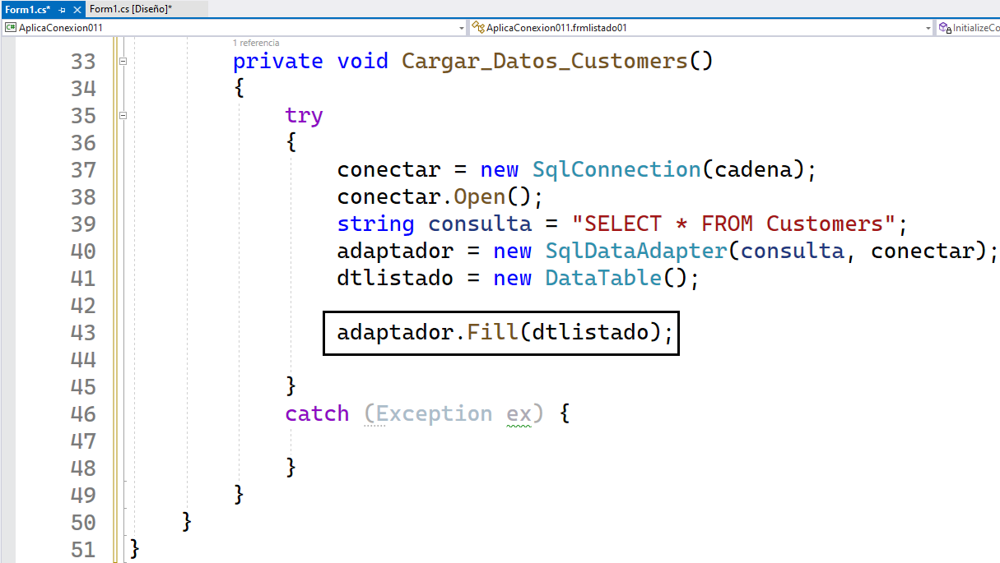 Form1.cs*
Form1.cs [Diseño]*
C# AplicaConexion011
AplicaConexion011.frmlistado01
InitializeCo
1 referencia
33 private void Cargar_Datos_Customers()
34 {
35 try
36 {
37 conectar = new SqlConnection(cadena);
38 conectar.Open();
39 string consulta = "SELECT * FROM Customers";
40 adaptador = new SqlDataAdapter(consulta, conectar);
41 dtlistado = new DataTable();
42
43 adaptador.Fill(dtlistado);
44
45 }
46 catch (Exception ex) {
47
48 }
49 }
50 }
51 }